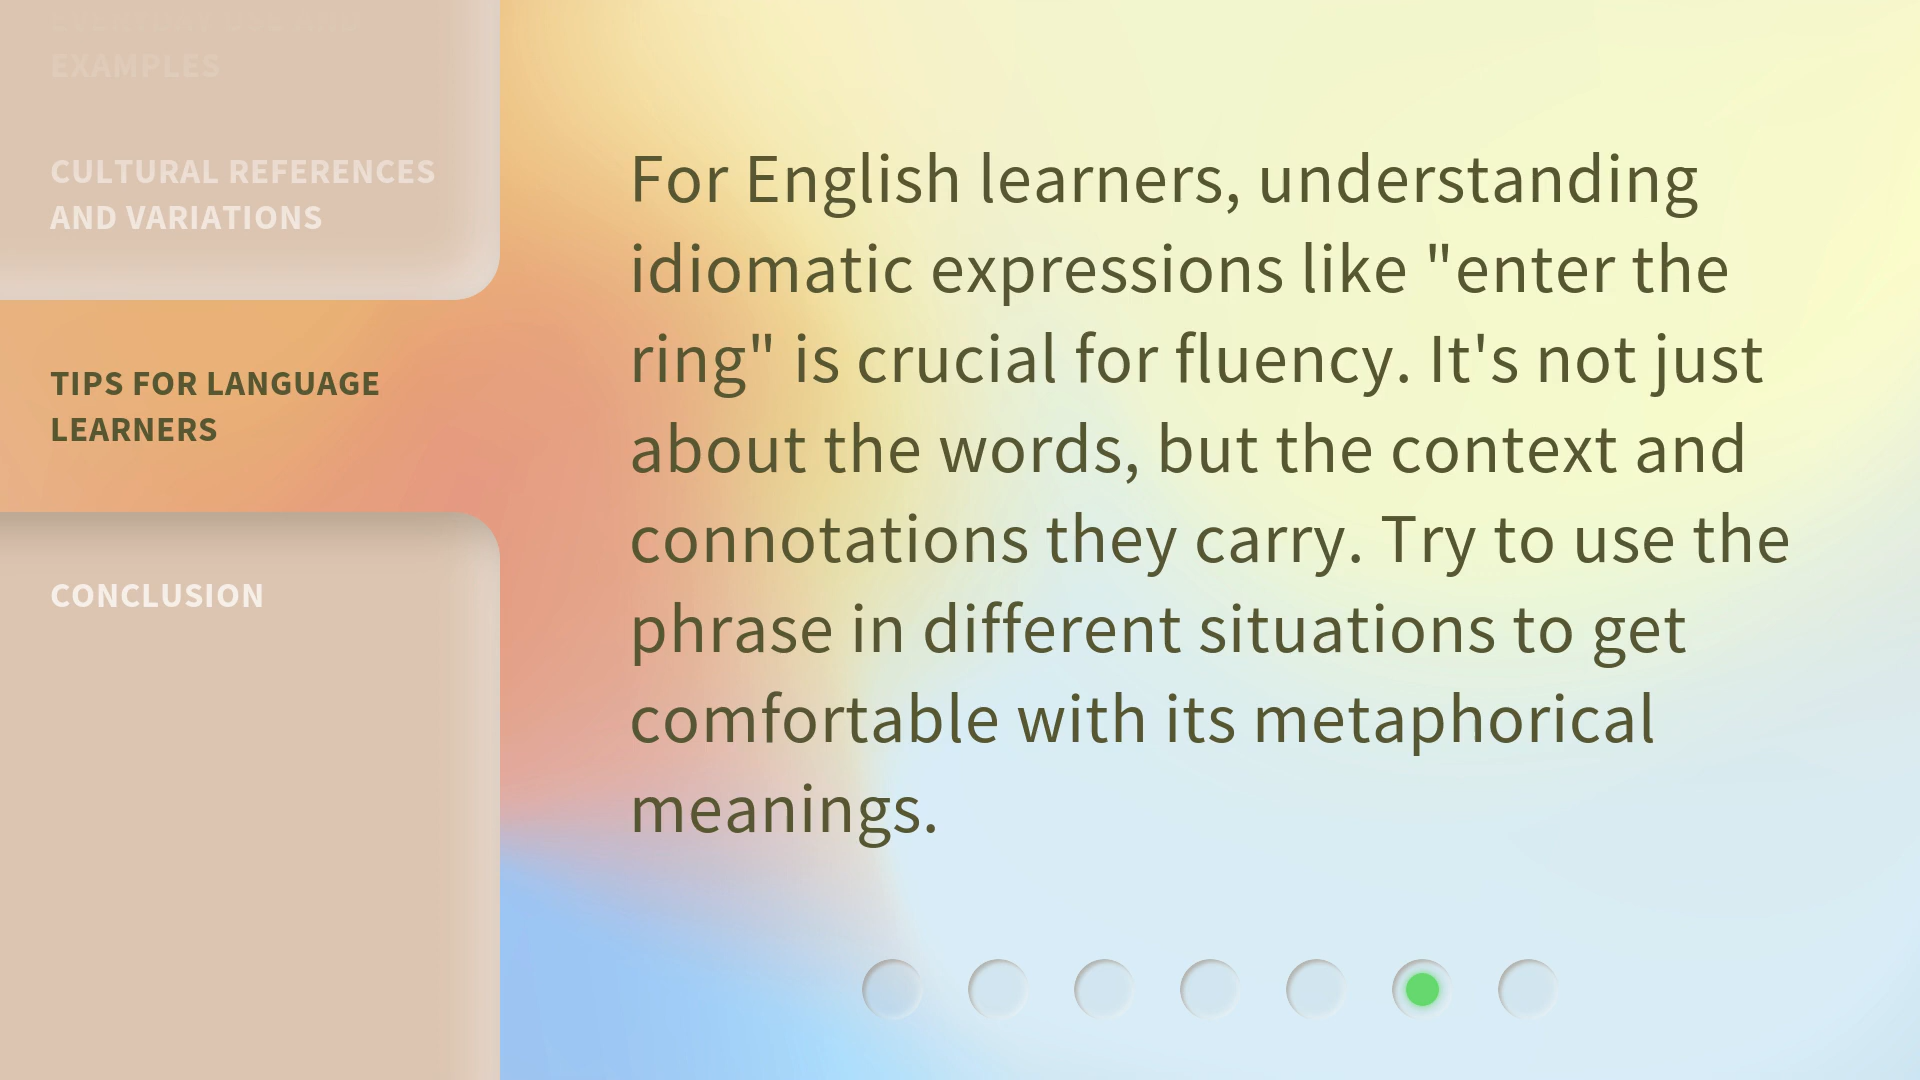 EXAMPLES
CULTURAL REFERENCES
AND VARIATIONS
TIPS FOR LANGUAGE
LEARNERS
CONCLUSION
For English learners, understanding
idiomatic expressions like "enter the
ring" is crucial for fluency. It's not just
about the words, but the context and
connotations they carry. Try to use the
phrase in different situations to get
comfortable with its metaphorical
meanings.